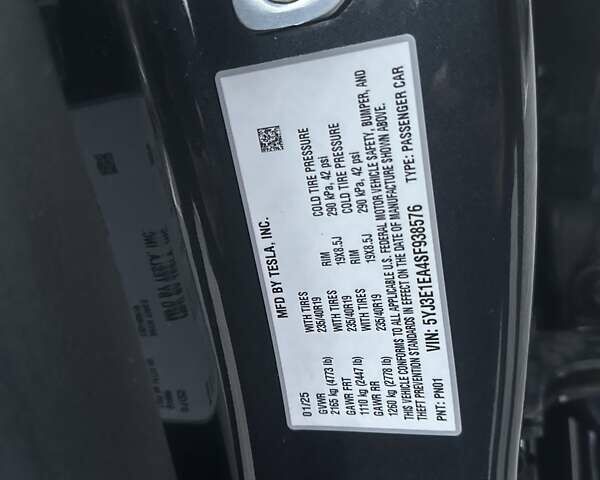 MFD BY TESLA, INC.
01/25
GVWR WITH TIRES RIM COLD TIRE PRESSURE
2165 kg (4773 lb) 235/40R19 19X8.5J 290 kPa, 42 psi
GAWR FRT WITH TIRES RIM COLD TIRE PRESSURE
1110 kg (2447 lb) 235/40R19 19X8.5J 290 kPa, 42 psi
GAWR RR
1260 kg (2778 lb) 235/40R19
THIS VEHICLE CONFORMS TO ALL APPLICABLE U.S. FEDERAL MOTOR VEHICLE SAFETY, BUMPER, AND
THEFT PREVENTION STANDARDS IN EFFECT ON THE DATE OF MANUFACTURE SHOWN ABOVE.
VIN: 5YJ3E1EA4SF938576 TYPE: PASSENGER CAR
PNT: PN01